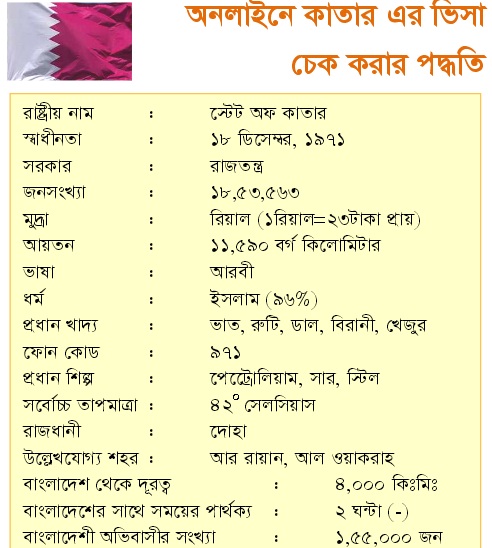 অনলাইনে কাতার এর ভিসা
চেক করার পদ্ধতি
রাষ্ট্রীয় নাম : স্টেট অফ কাতার
স্বাধীনতা : ১৮ ডিসেম্বর, ১৯৭১
সরকার : রাজতন্ত্র
জনসংখ্যা : ১৮,৫৩,৫৬৩
মুদ্রা : রিয়াল (১রিয়াল=২৩টাকা প্রায়)
আয়তন : ১১,৫৯০ বর্গ কিলোমিটার
ভাষা : আরবী
ধর্ম : ইসলাম (৯৬%)
প্রধান খাদ্য : ভাত, রুটি, ডাল, বিরানী, খেজুর
ফোন কোড : ৯৭১
প্রধান শিল্প : পেট্রোলিয়াম, সার, স্টিল
সর্বোচ্চ তাপমাত্রা : ৪২° সেলসিয়াস
রাজধানী : দোহা
উল্লেখযোগ্য শহর : আর রায়ান, আল ওয়াকরাহ
বাংলাদেশ থেকে দূরত্ব : ৪,০০০ কিঃমিঃ
বাংলাদেশের সাথে সময়ের পার্থক্য : ২ ঘন্টা (-)
বাংলাদেশী অভিবাসীর সংখ্যা : ১,৫৫,০০০ জন